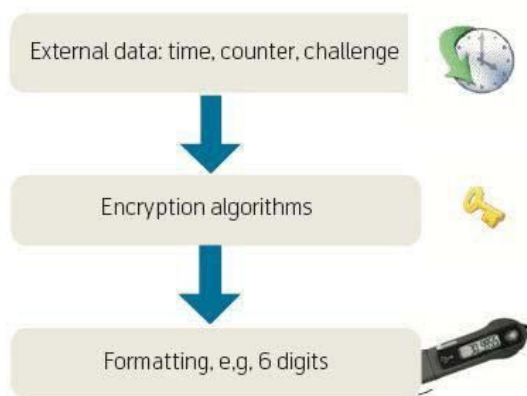 External data: time, counter, challenge
Encryption algorithms
Formatting, e,g, 6 digits